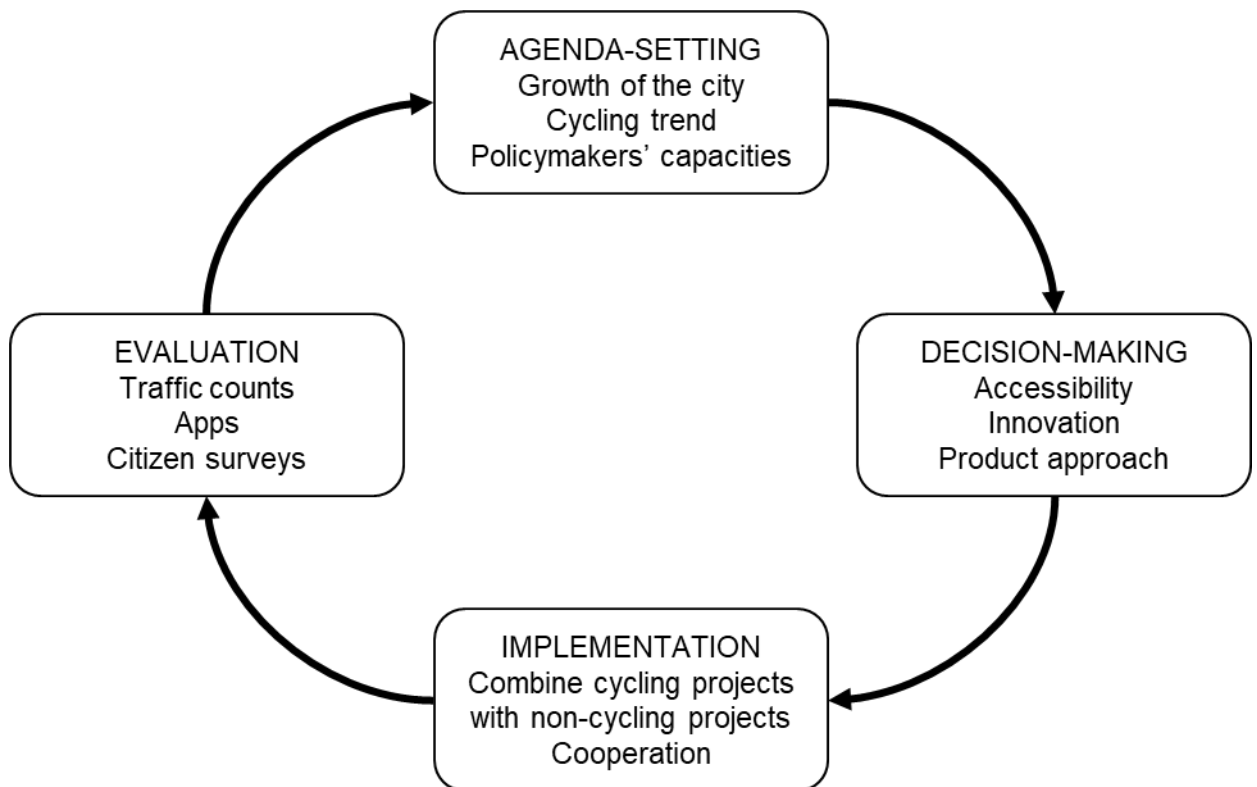 AGENDA-SETTING
Growth of the city
Cycling trend
Policymakers’ capacities
EVALUATION
Traffic counts
Apps
Citizen surveys
DECISION-MAKING
Accessibility
Innovation
Product approach
IMPLEMENTATION
Combine cycling projects
with non-cycling projects
Cooperation